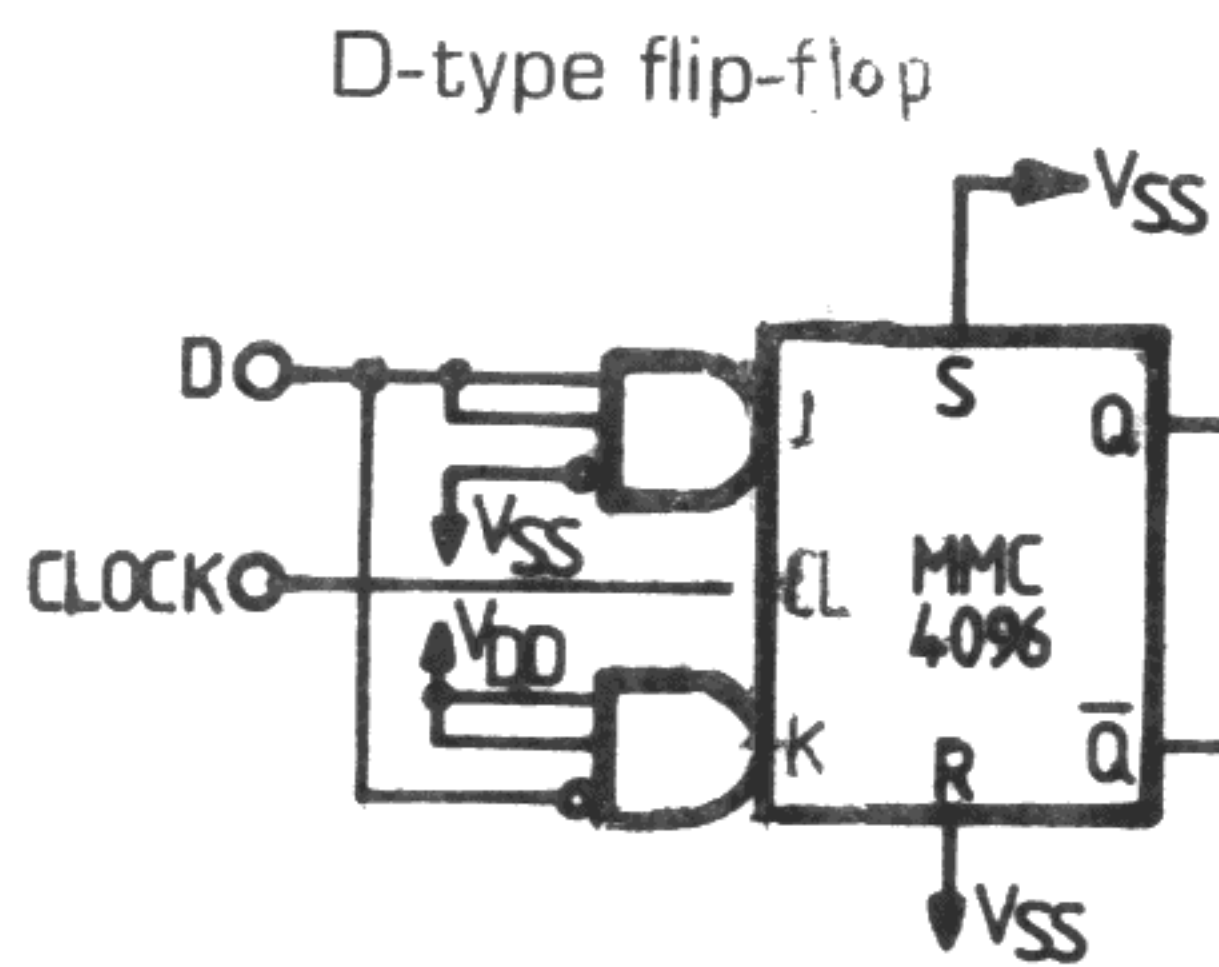 D-type flip-flop
VSS
D
S
J
Q
VSS
CLOCK
CL
MMC
4096
VDD
K
R
Q̅
VSS